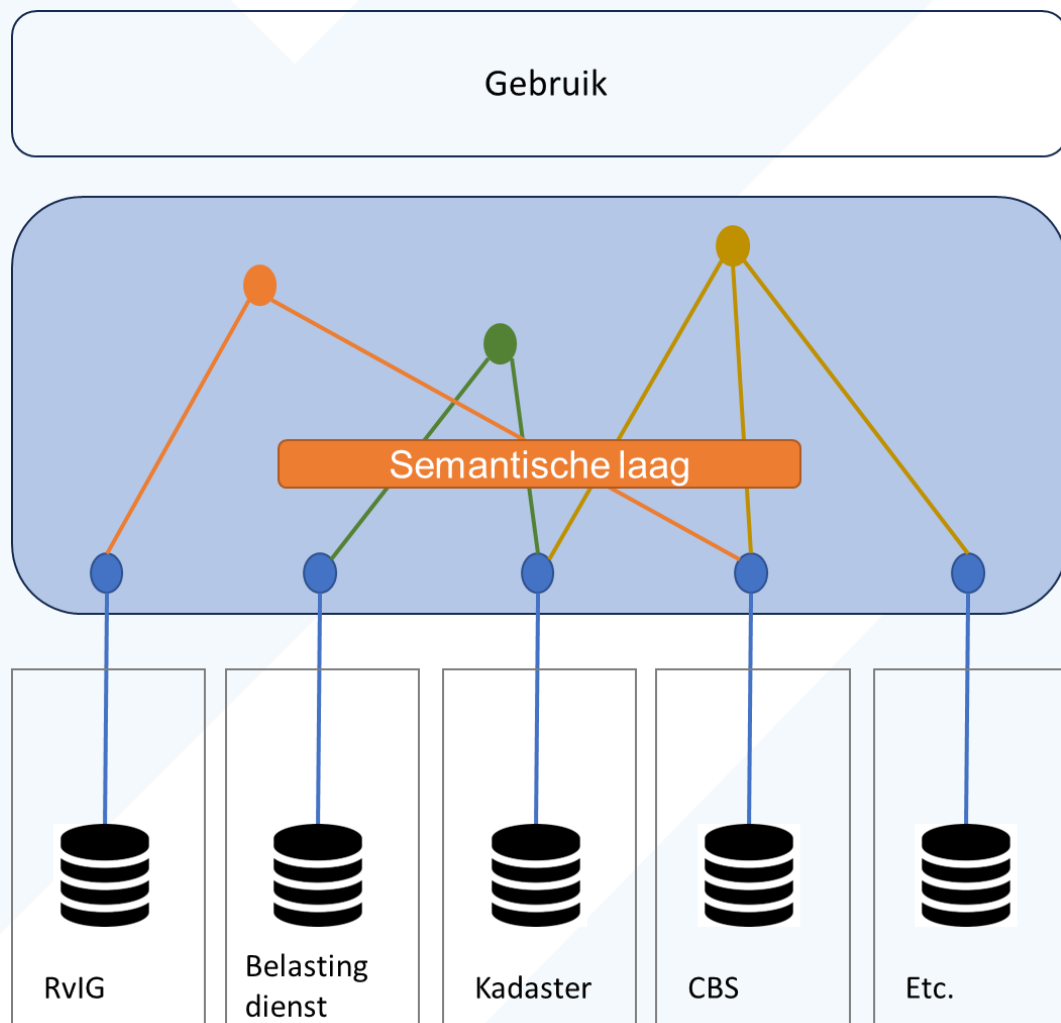 Gebruik
Semantische laag
RvIG
Belasting
dienst
Kadaster
CBS
Etc.